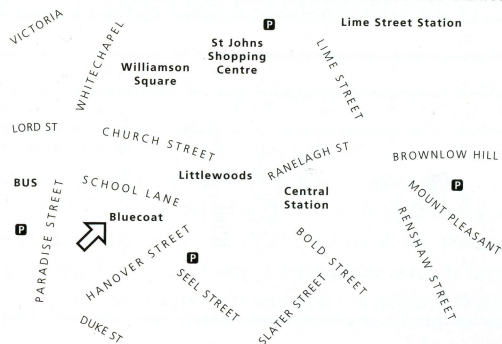 VICTORIA
WHITECHAPEL
Williamson
Square
P
St Johns
Shopping
Centre
Lime Street Station
LIME STREET
LORD ST
CHURCH STREET
Littlewoods
RANELAGH ST
BROWNLOW HILL
BUS
SCHOOL LANE
Central
Station
P
MOUNT PLEASANT
P
PARADISE STREET
Bluecoat
HANOVER STREET
P
SEEL STREET
BOLD STREET
RENSHAW STREET
DUKE ST
SLATER STREET